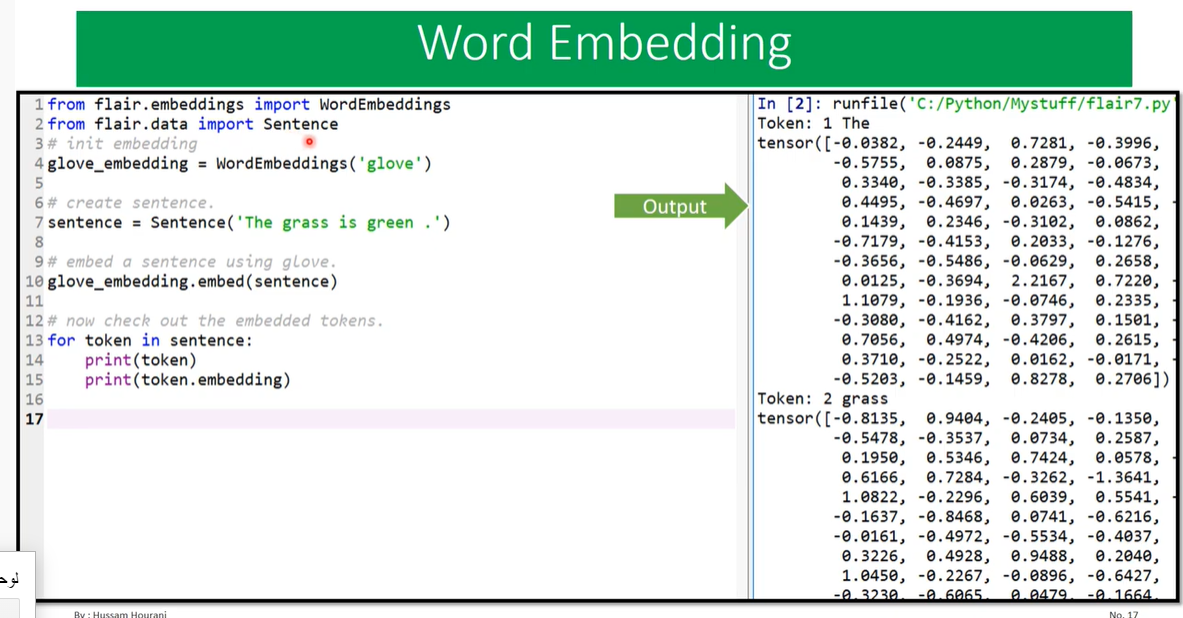 Word Embedding
1 from flair.embeddings import WordEmbeddings
2 from flair.data import Sentence
3 # init embedding
4 glove_embedding = WordEmbeddings('glove')
5
6 # create sentence.
7 sentence = Sentence('The grass is green .')
8
9 # embed a sentence using glove.
10 glove_embedding.embed(sentence)
11
12 # now check out the embedded tokens.
13 for token in sentence:
14     print(token)
15     print(token.embedding)
16
17
Output
In [2]: runfile('C:/Python/Mystuff/flair7.py'
Token: 1 The
tensor([-0.0382, -0.2449,  0.7281, -0.3996,
-0.5755,  0.0875,  0.2879, -0.0673,
0.3340, -0.3385, -0.3174, -0.4834,
0.4495, -0.4697,  0.0263, -0.5415,
0.1439,  0.2346, -0.3102,  0.0862,
-0.7179, -0.4153,  0.2033, -0.1276,
-0.3656, -0.5486, -0.0629,  0.2658,
0.0125, -0.3694,  2.2167,  0.7220,
1.1079, -0.1936, -0.0746,  0.2335,
-0.3080, -0.4162,  0.3797,  0.1501,
0.7056,  0.4974, -0.4206,  0.2615,
0.3710, -0.2522,  0.0162, -0.0171,
-0.5203, -0.1459,  0.8278,  0.2706])
Token: 2 grass
tensor([-0.8135,  0.9404, -0.2405, -0.1350,
-0.5478, -0.3537,  0.0734,  0.2587,
0.1950,  0.5346,  0.7424,  0.0578,
0.6166,  0.7284, -0.3262, -1.3641,
1.0822, -0.2296,  0.6039,  0.5541,
-0.1637, -0.8468,  0.0741, -0.6216,
-0.0161, -0.4972, -0.5534, -0.4037,
0.3226,  0.4928,  0.9488,  0.2040,
1.0450, -0.2267, -0.0896, -0.6427,
-0.3230, -0.6065,  0.0479, -0.1664,
By : Hussam Hourani
No. 17